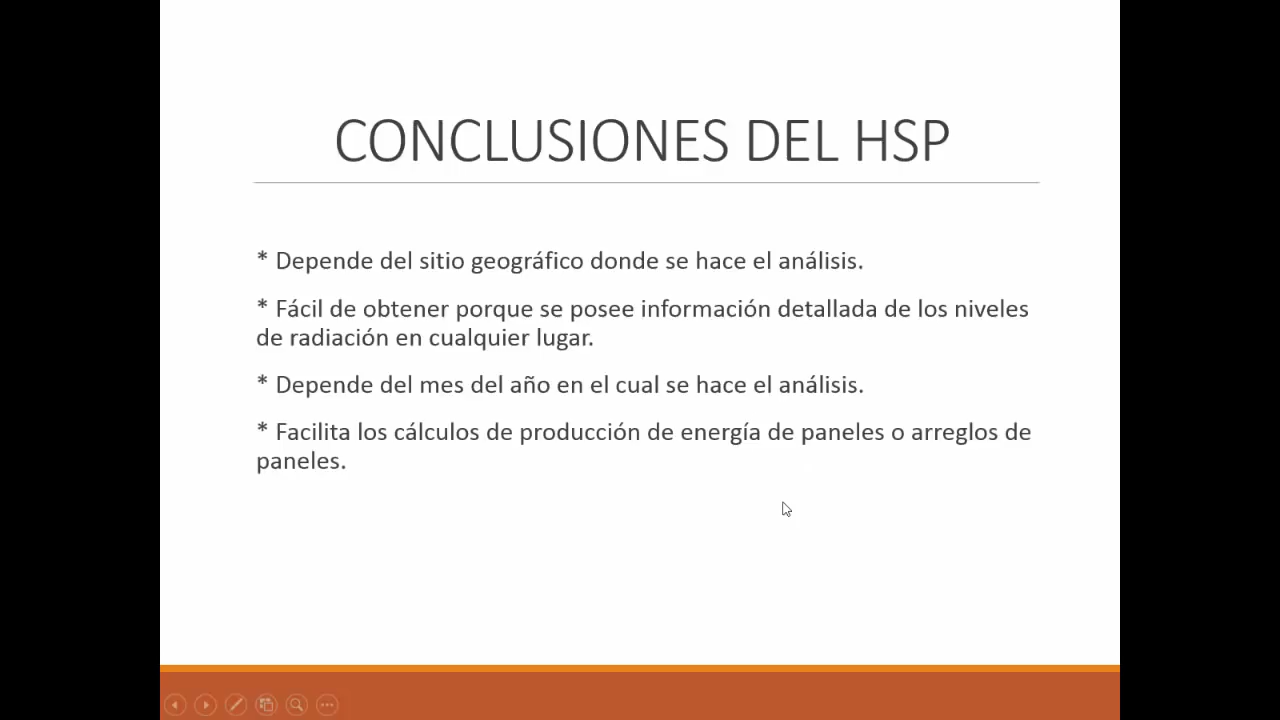 CONCLUSIONES DEL HSP
* Depende del sitio geográfico donde se hace el análisis.
* Fácil de obtener porque se posee información detallada de los niveles
de radiación en cualquier lugar.
* Depende del mes del año en el cual se hace el análisis.
* Facilita los cálculos de producción de energía de paneles o arreglos de
paneles.